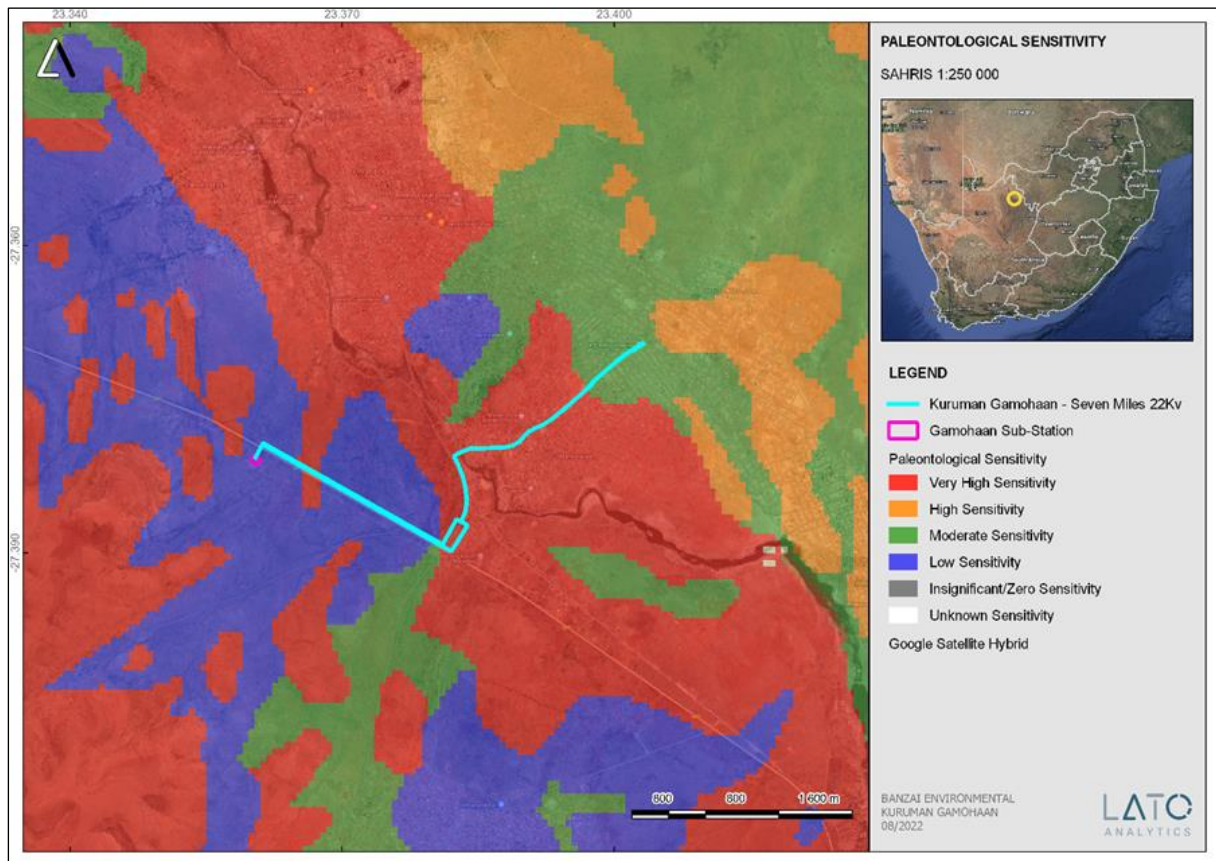 23.340
23.370
23.400
-27.360
-27.390
800
800
1 600 m
PALEONTOLOGICAL SENSITIVITY
SAHRIS 1:250 000
LEGEND
Kuruman Gamohaan - Seven Miles 22Kv
Gamohaan Sub-Station
Paleontological Sensitivity
Very High Sensitivity
High Sensitivity
Moderate Sensitivity
Low Sensitivity
Insignificant/Zero Sensitivity
Unknown Sensitivity
Google Satellite Hybrid
BANZAI ENVIRONMENTAL
KURUMAN GAMOHAAN
08/2022
LATO
ANALYTICS